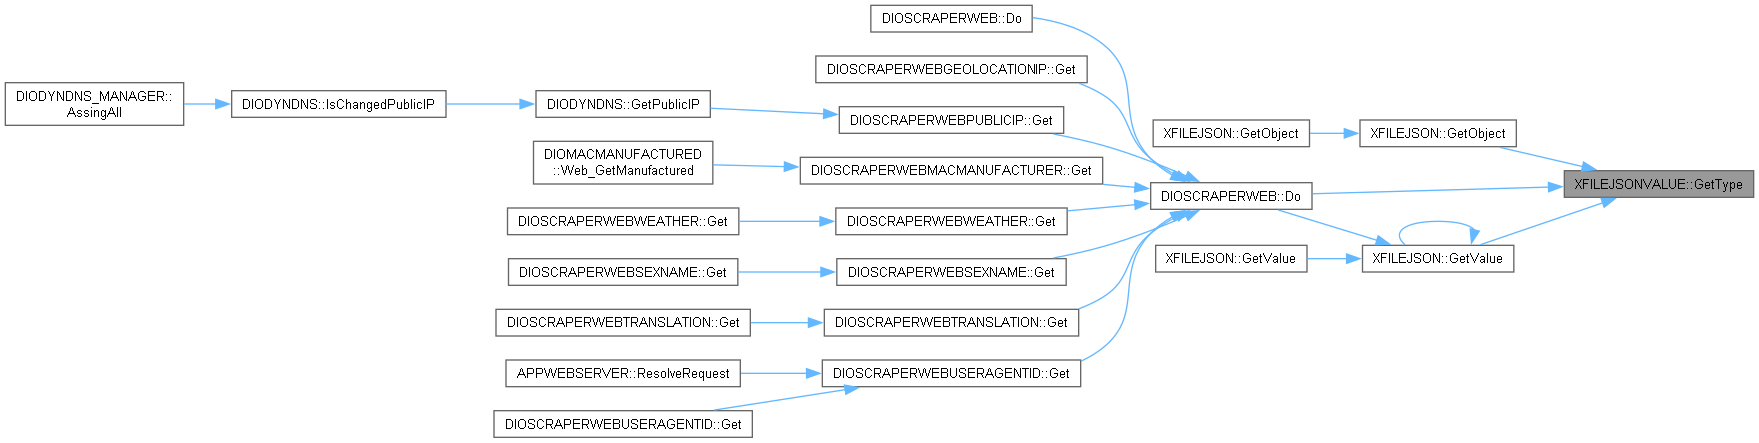 DIOSCRAPERWEB::Do
DIOSCRAPERWEBGEOLOCATIONIP::Get
DIODYNDNS_MANAGER::
AssingAll
DIODYNDNS::IsChangedPublicIP
DIODYNDNS::GetPublicIP
DIOSCRAPERWEBPUBLICIP::Get
XFILEJSON::GetObject
XFILEJSON::GetObject
DIOMACMANUFACTURED
::Web_GetManufactured
DIOSCRAPERWEBMACMANUFACTURER::Get
DIOSCRAPERWEB::Do
XFILEJSONVALUE::GetType
DIOSCRAPERWEBWEATHER::Get
DIOSCRAPERWEBWEATHER::Get
XFILEJSON::GetValue
XFILEJSON::GetValue
DIOSCRAPERWEBSEXNAME::Get
DIOSCRAPERWEBSEXNAME::Get
DIOSCRAPERWEBTRANSLATION::Get
DIOSCRAPERWEBTRANSLATION::Get
APPWEBSERVER::ResolveRequest
DIOSCRAPERWEBUSERAGENTID::Get
DIOSCRAPERWEBUSERAGENTID::Get